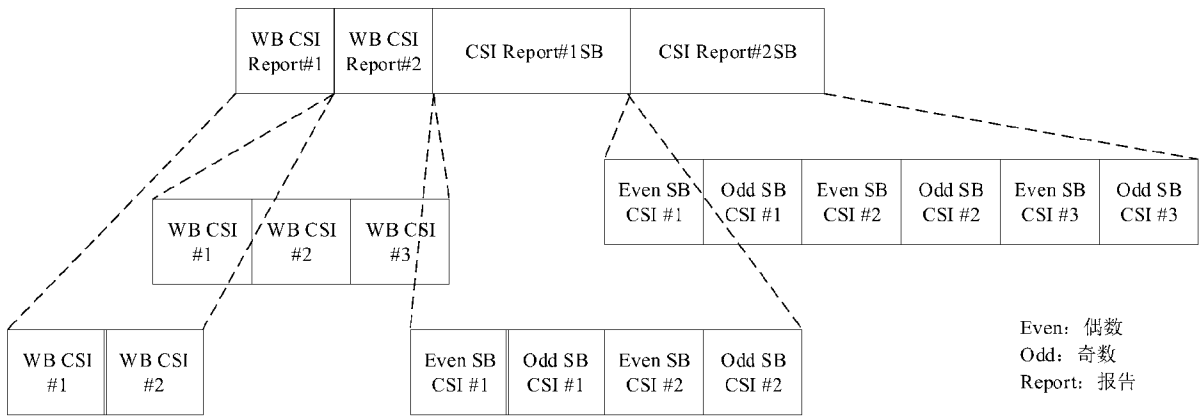 WB CSI
Report#1
WB CSI
Report#2
CSI Report#1SB
CSI Report#2SB
Even SB
CSI #1
Odd SB
CSI #1
Even SB
CSI #2
Odd SB
CSI #2
Even SB
CSI #3
Odd SB
CSI #3
WB CSI
#1
WB CSI
#2
WB CSI
#3
WB CSI
#1
WB CSI
#2
Even SB
CSI #1
Odd SB
CSI #1
Even SB
CSI #2
Odd SB
CSI #2
Even：偶数
Odd：奇数
Report：报告